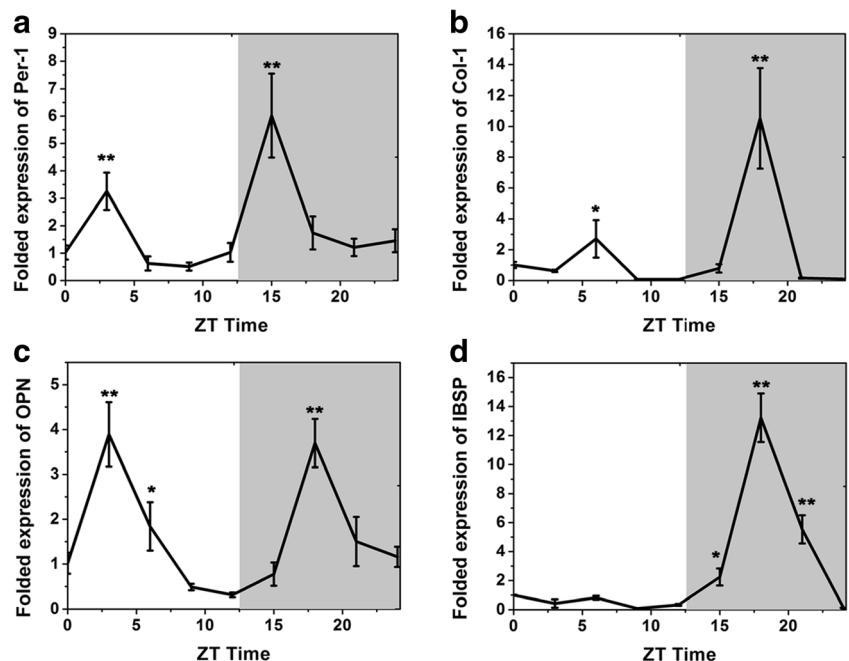 a
Folded expression of Per-1
9
8
7
6
5
4
3
2
1
0
**
**
0 5 10 15 20
ZT Time
b
Folded expression of Col-1
16
14
12
10
8
6
4
2
0
*
**
0 5 10 15 20
ZT Time
c
Folded expression of OPN
5
4
3
2
1
0
**
*
**
0 5 10 15 20
ZT Time
d
Folded expression of IBSP
16
14
12
10
8
6
4
2
0
*
**
**
0 5 10 15 20
ZT Time